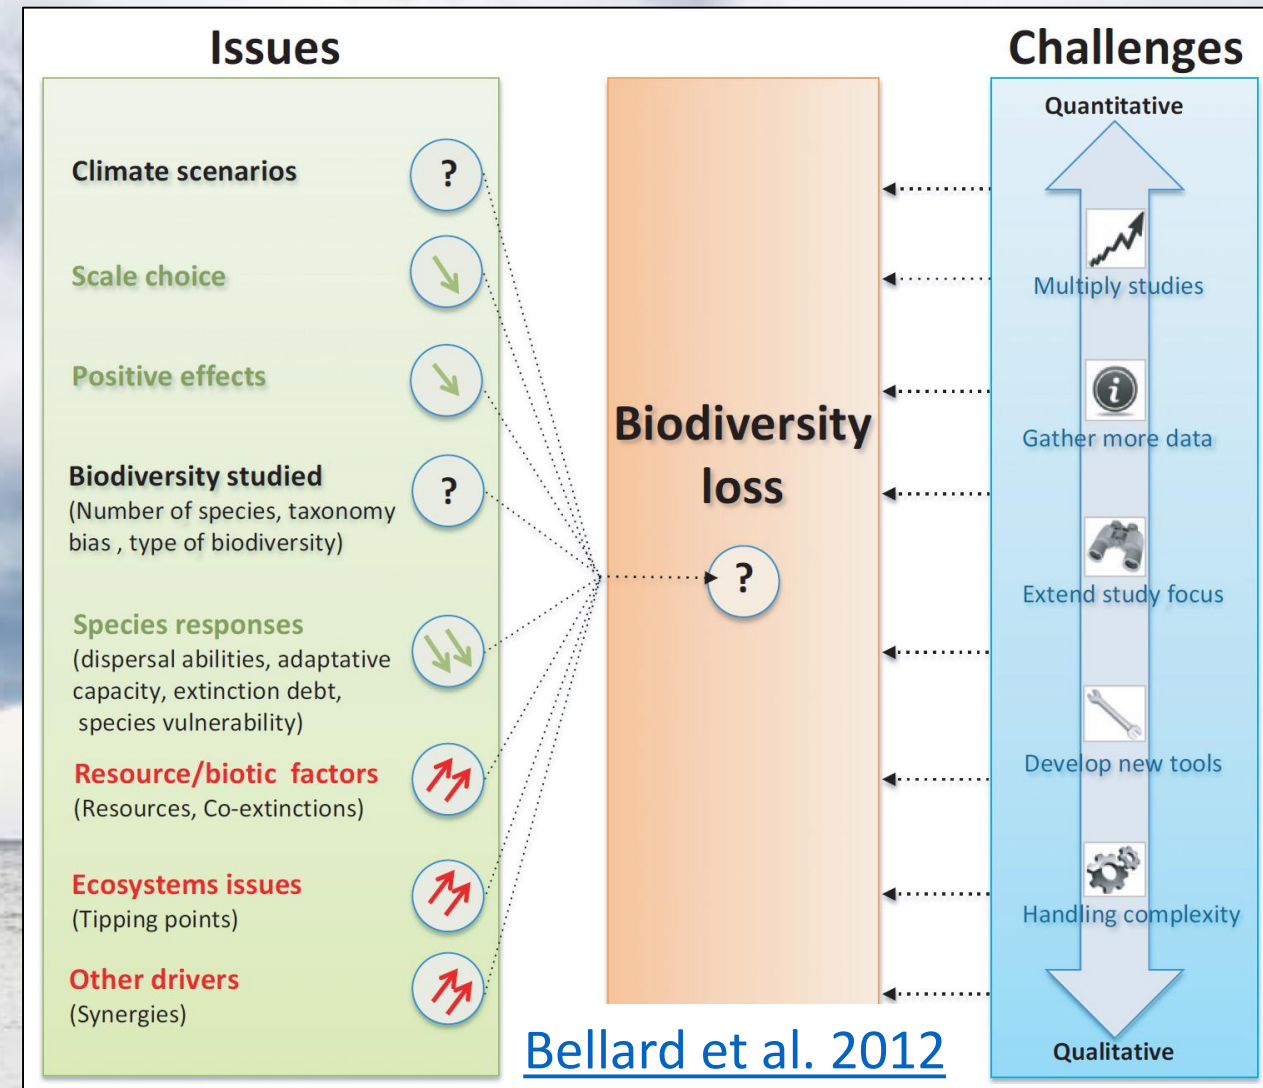 Issues
Climate scenarios
?
Scale choice
Positive effects
Biodiversity studied
?
(Number of species, taxonomy
bias , type of biodiversity)
Species responses
(dispersal abilities, adaptative
capacity, extinction debt,
species vulnerability)
Resource/biotic factors
(Resources, Co-extinctions)
Ecosystems issues
(Tipping points)
Other drivers
(Synergies)
Biodiversity
loss
?
Challenges
Quantitative
Multiply studies
i
Gather more data
Extend study focus
Develop new tools
Handling complexity
Qualitative
Bellard et al. 2012